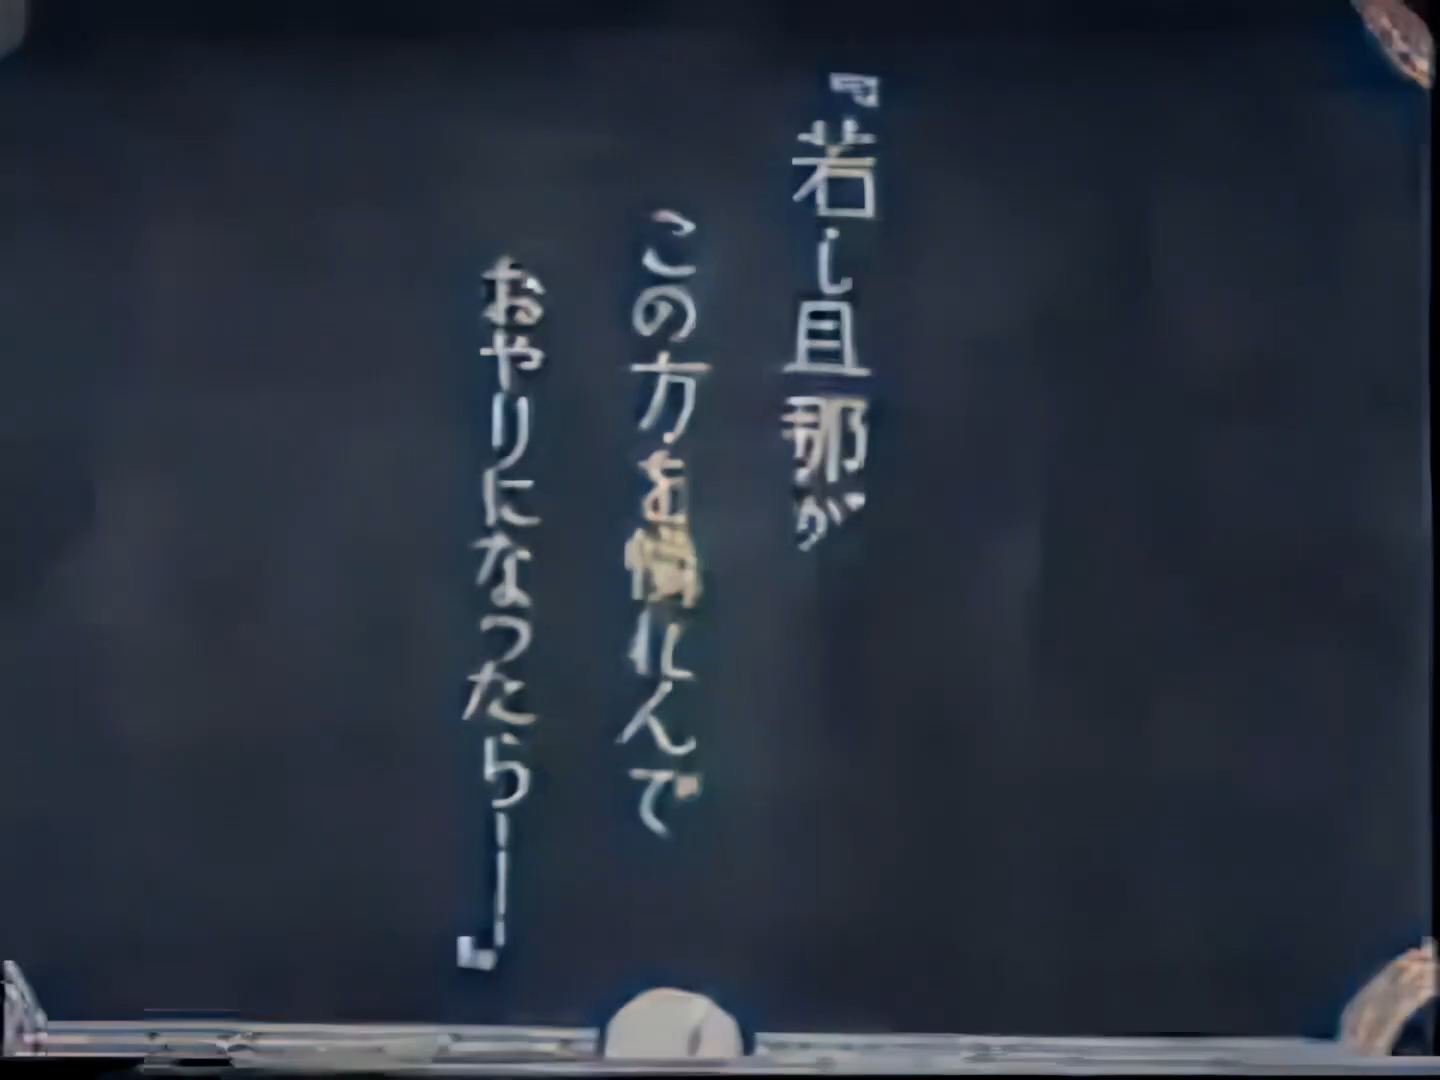 『若し旦那が
この方を憐れんで
おやりになったら――』